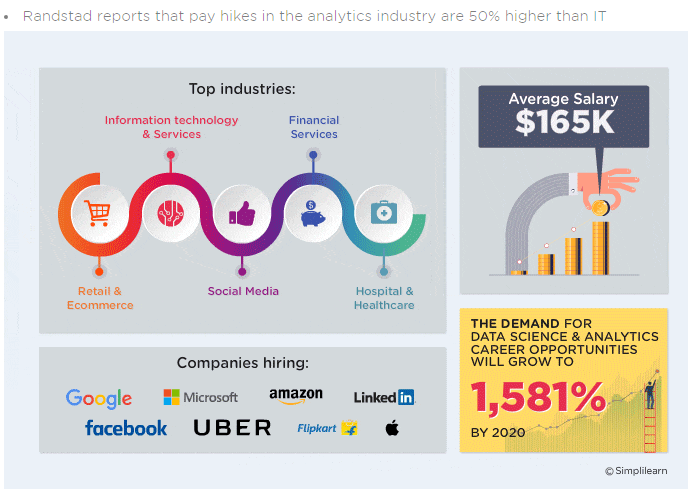 • Randstad reports that pay hikes in the analytics industry are 50% higher than IT
Top industries:
Information technology
& Services
Financial
Services
Retail &
Ecommerce
Social Media
Hospital &
Healthcare
Average Salary
$165K
Companies hiring:
Google
Microsoft
amazon
LinkedIn
facebook
UBER
Flipkart
THE DEMAND FOR
DATA SCIENCE & ANALYTICS
CAREER OPPORTUNITIES
WILL GROW TO
1,581%
BY 2020
© Simplilearn